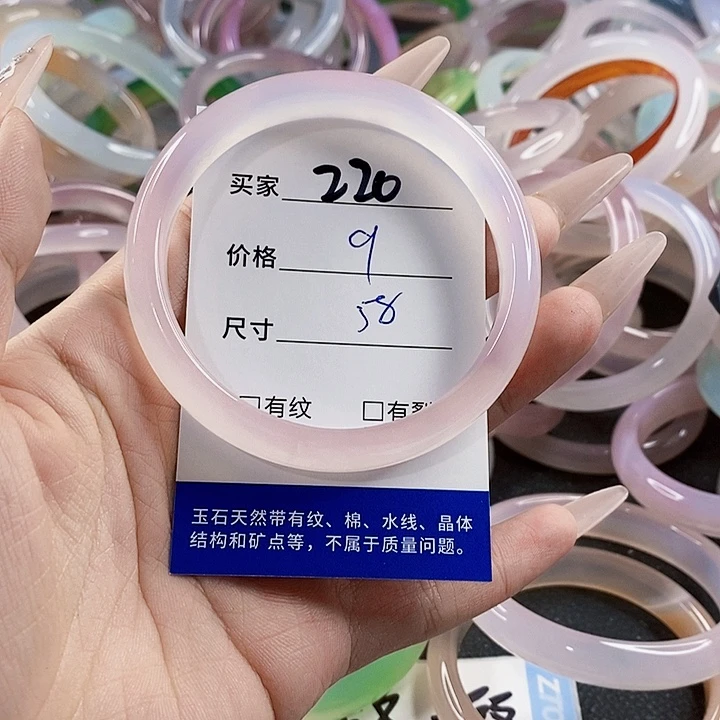 买家 220
价格 9
尺寸 58
□有纹 □有裂
玉石天然带有纹、棉、水线、晶体
结构和矿点等，不属于质量问题。